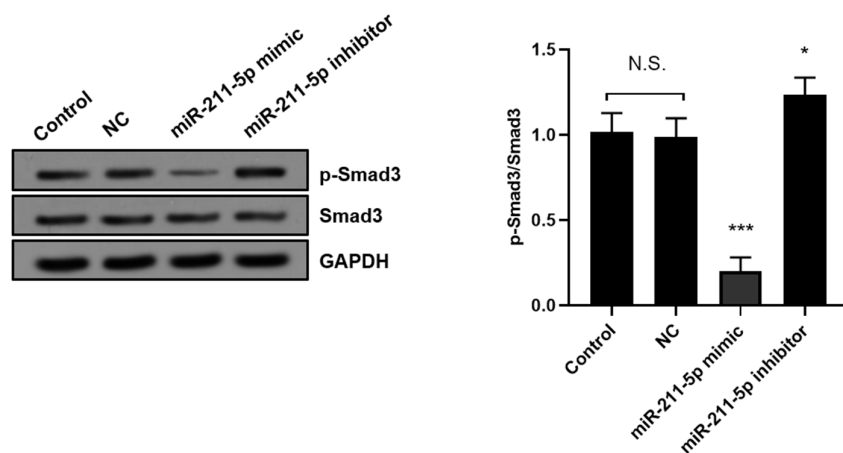 Control
NC
miR-211-5p mimic
miR-211-5p inhibitor
p-Smad3
Smad3
GAPDH
p-Smad3/Smad3
1.5
1.0
0.5
0.0
N.S.
***
*
Control
NC
miR-211-5p mimic
miR-211-5p inhibitor